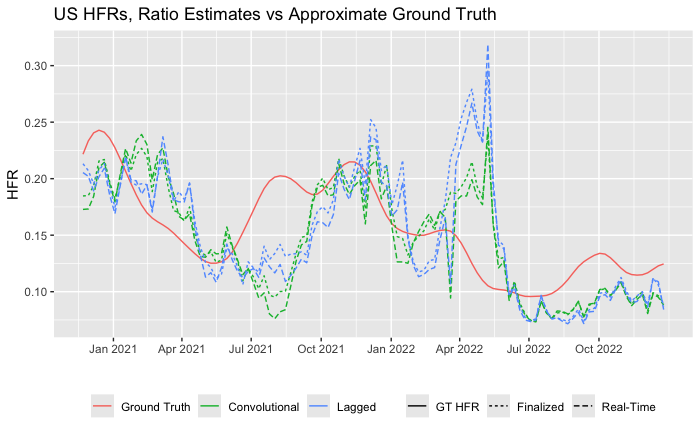 US HFRs, Ratio Estimates vs Approximate Ground Truth
HFR
0.30
0.25
0.20
0.15
0.10
Jan 2021 Apr 2021 Jul 2021 Oct 2021 Jan 2022 Apr 2022 Jul 2022 Oct 2022
Ground Truth Convolutional Lagged GT HFR Finalized Real-Time